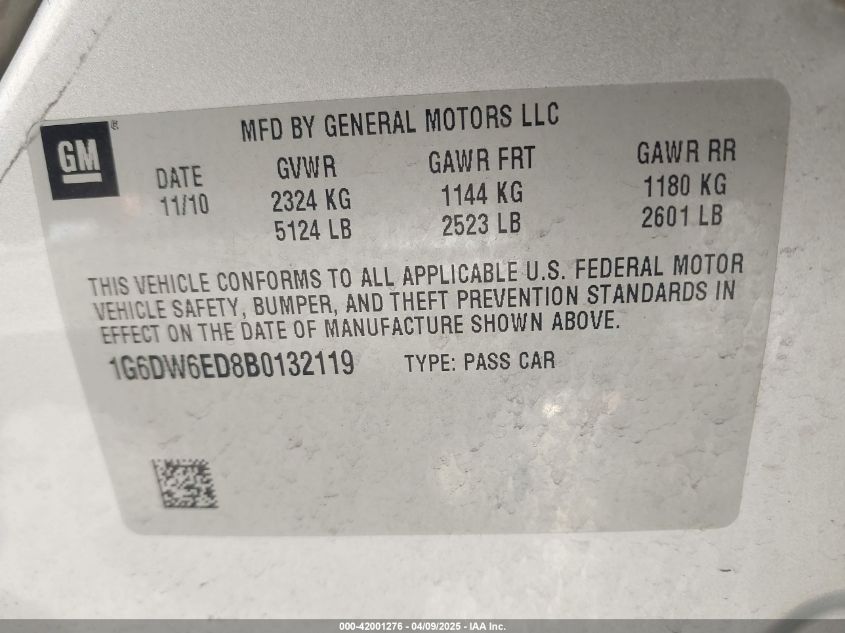 GM
®
MFD BY GENERAL MOTORS LLC
DATE GVWR GAWR FRT GAWR RR
11/10 2324 KG 1144 KG 1180 KG
5124 LB 2523 LB 2601 LB
THIS VEHICLE CONFORMS TO ALL APPLICABLE U.S. FEDERAL MOTOR
VEHICLE SAFETY, BUMPER, AND THEFT PREVENTION STANDARDS IN
EFFECT ON THE DATE OF MANUFACTURE SHOWN ABOVE.
1G6DW6ED8B0132119 TYPE: PASS CAR
000-42001276 - 04/09/2025 - IAA Inc.